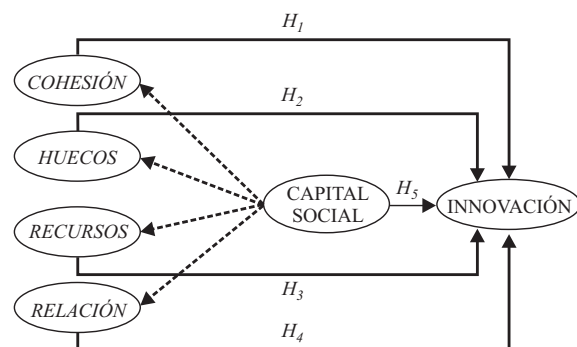 H1
COHESIÓN
H2
HUECOS
CAPITAL
SOCIAL
H5
INNOVACIÓN
RECURSOS
H3
RELACIÓN
H4